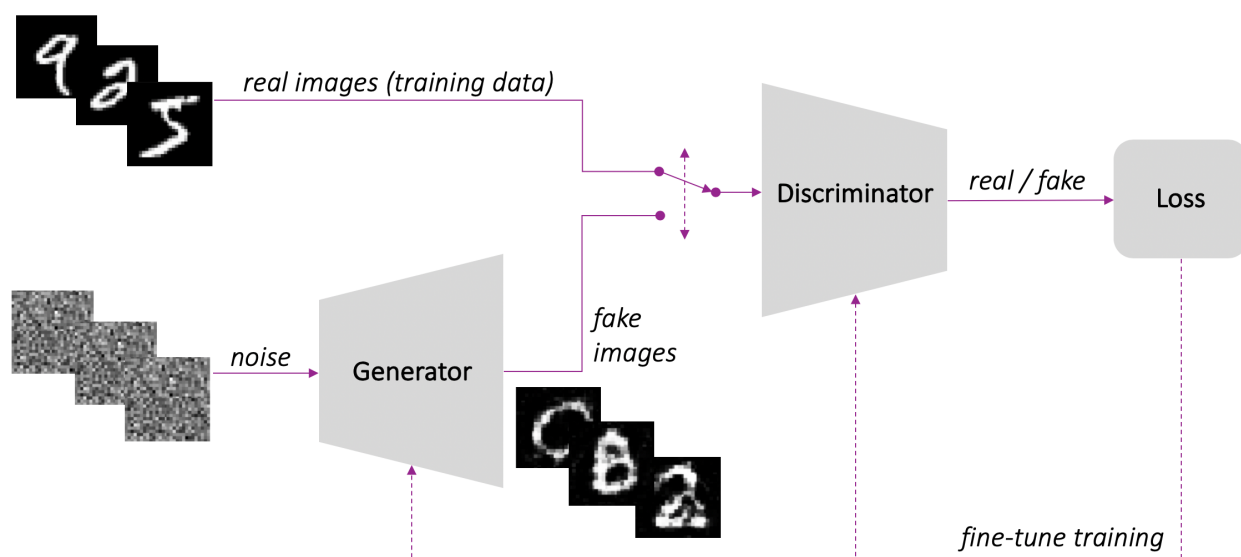 real images (training data)
Discriminator
real / fake
Loss
noise
Generator
fake
images
fine-tune training